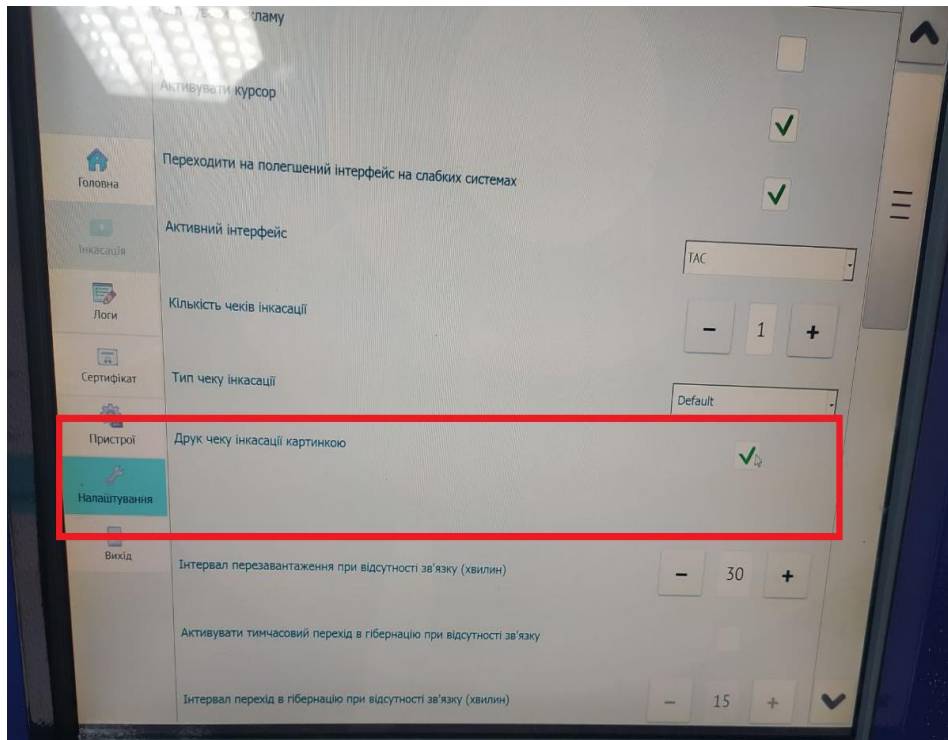 рекламу
Активувати курсор
Переходити на полегшений інтерфейс на слабких системах
Головна
Активний інтерфейс
Інкасація
ТАС
Кількість чеків інкасації
Логи
1
Тип чеку інкасації
Сертифікат
Default
Друк чеку інкасації картинкою
Пристрої
Налаштування
Вихід
Інтервал перезавантаження при відсутності зв'язку (хвилин)
30
Активувати тимчасовий перехід в гібернацію при відсутності зв'язку
Інтервал перехід в гібернацію при відсутності зв'язку (хвилин)
15